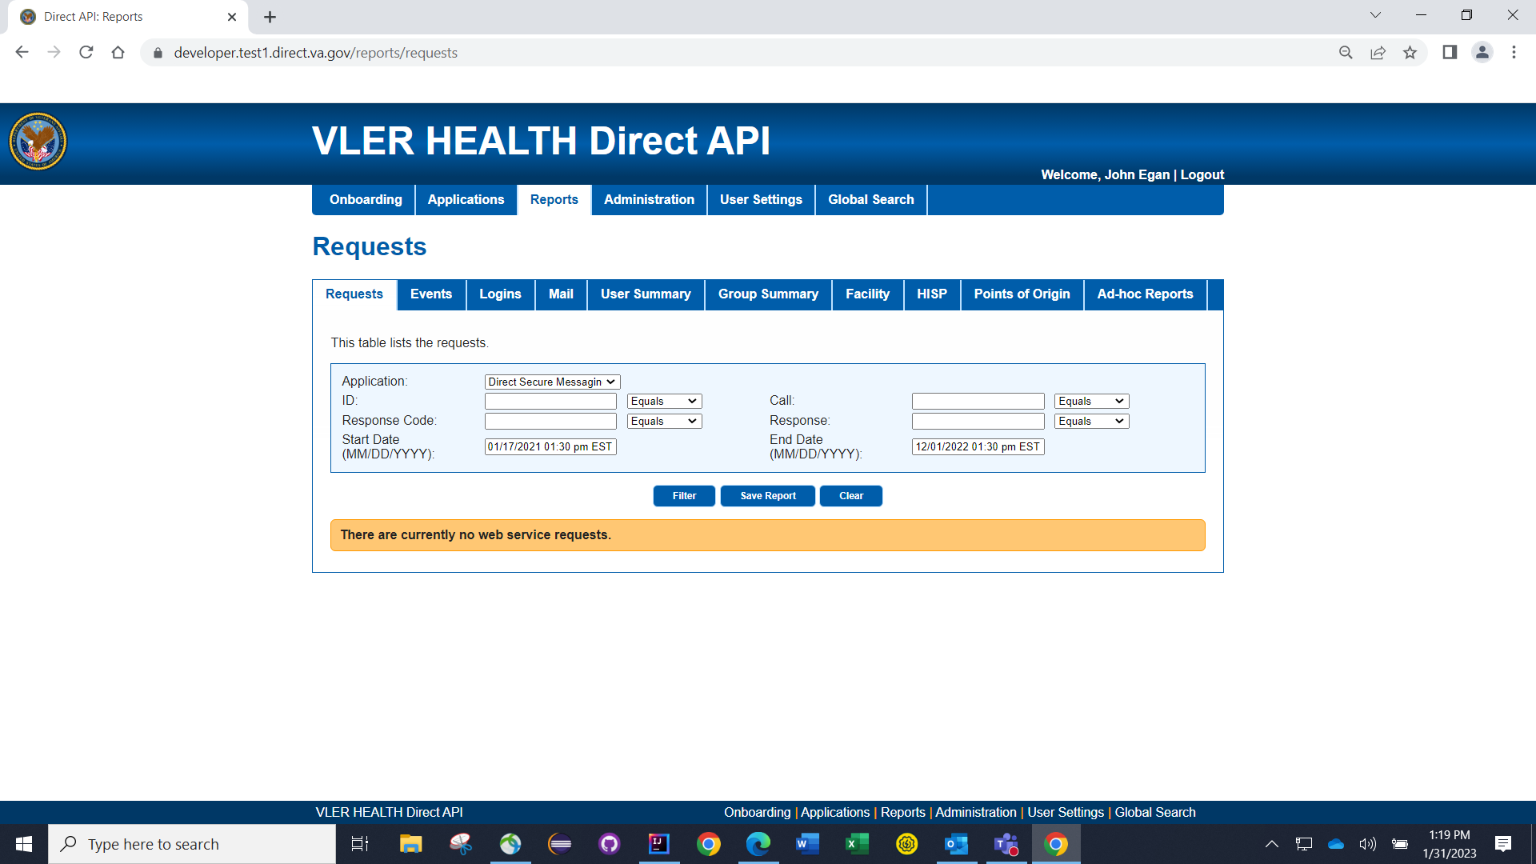 Direct API: Reports
developer.test1.direct.va.gov/reports/requests
VLER HEALTH Direct API
Welcome, John Egan | Logout
Onboarding Applications Reports Administration User Settings Global Search
Requests
Requests Events Logins Mail User Summary Group Summary Facility HISP Points of Origin Ad-hoc Reports
This table lists the requests.
Application: Direct Secure Messagin
ID: Equals Call: Equals
Response Code: Equals Response: Equals
Start Date
(MM/DD/YYYY): 01/17/2021 01:30 pm EST
End Date
(MM/DD/YYYY): 12/01/2022 01:30 pm EST
Filter Save Report Clear
There are currently no web service requests.
VLER HEALTH Direct API Onboarding | Applications | Reports | Administration | User Settings | Global Search
Type here to search
1:19 PM
1/31/2023